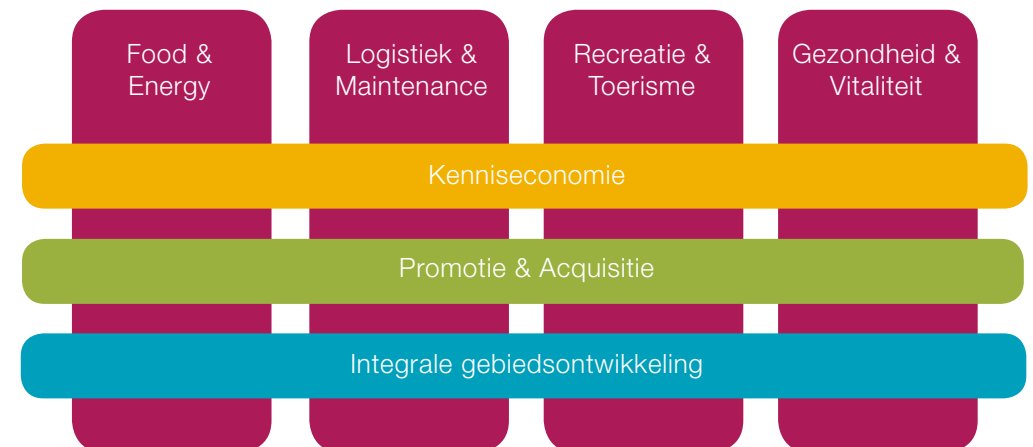 Food &
Energy
Logistiek &
Maintenance
Recreatie &
Toerisme
Gezondheid &
Vitaliteit
Kenniseconomie
Promotie & Acquisitie
Integrale gebiedsontwikkeling